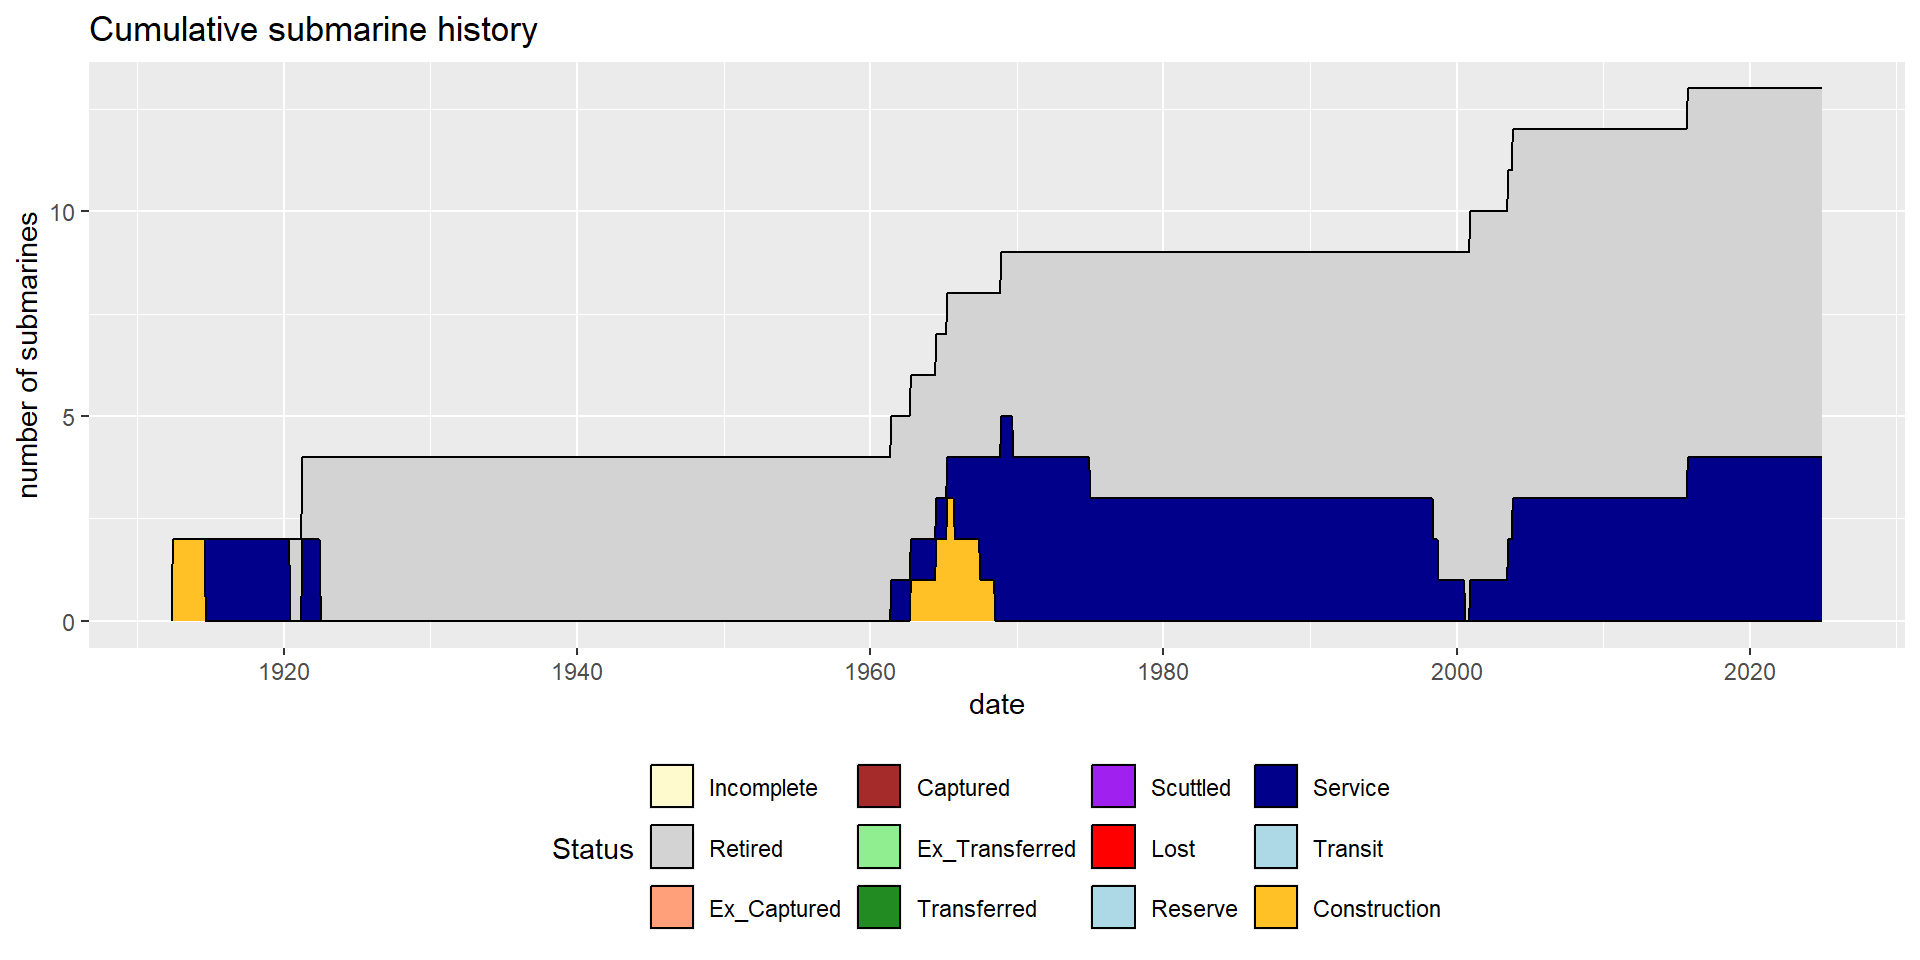 Cumulative submarine history
number of submarines
10
5
0
1920 1940 1960 1980 2000 2020
date
Status
Incomplete Captured Scuttled Service
Retired Ex_Transferred Lost Transit
Ex_Captured Transferred Reserve Construction